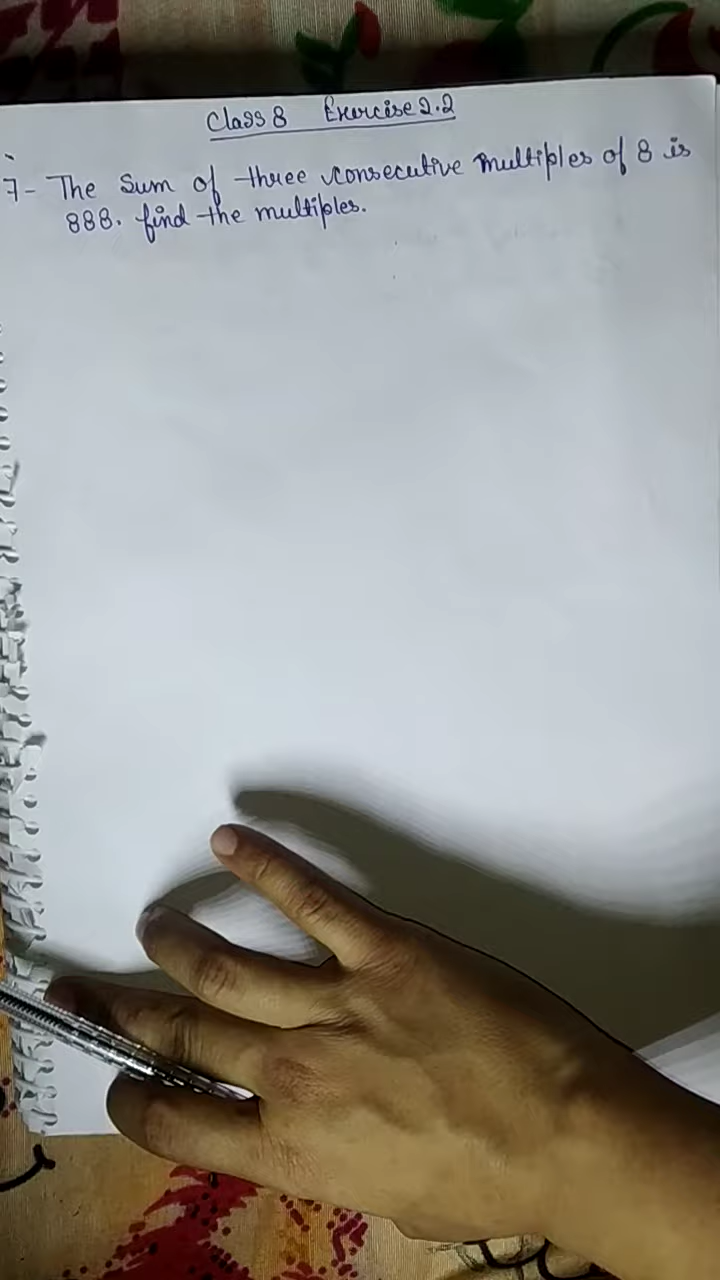 Class 8 Exercise 2.2
7- The Sum of three consecutive multiples of 8 is
888. find the multiples.